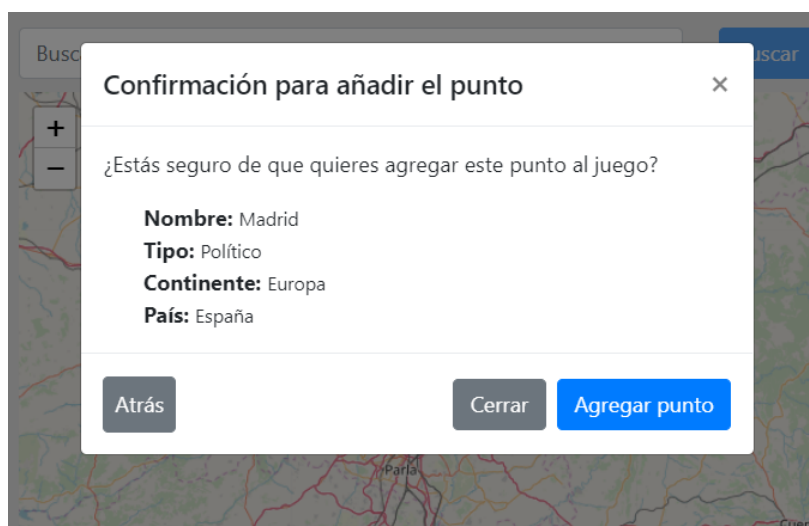 Busc
uscar
Confirmación para añadir el punto
×
+
−
¿Estás seguro de que quieres agregar este punto al juego?
Nombre: Madrid
Tipo: Político
Continente: Europa
País: España
Atrás
Cerrar
Agregar punto
Parla